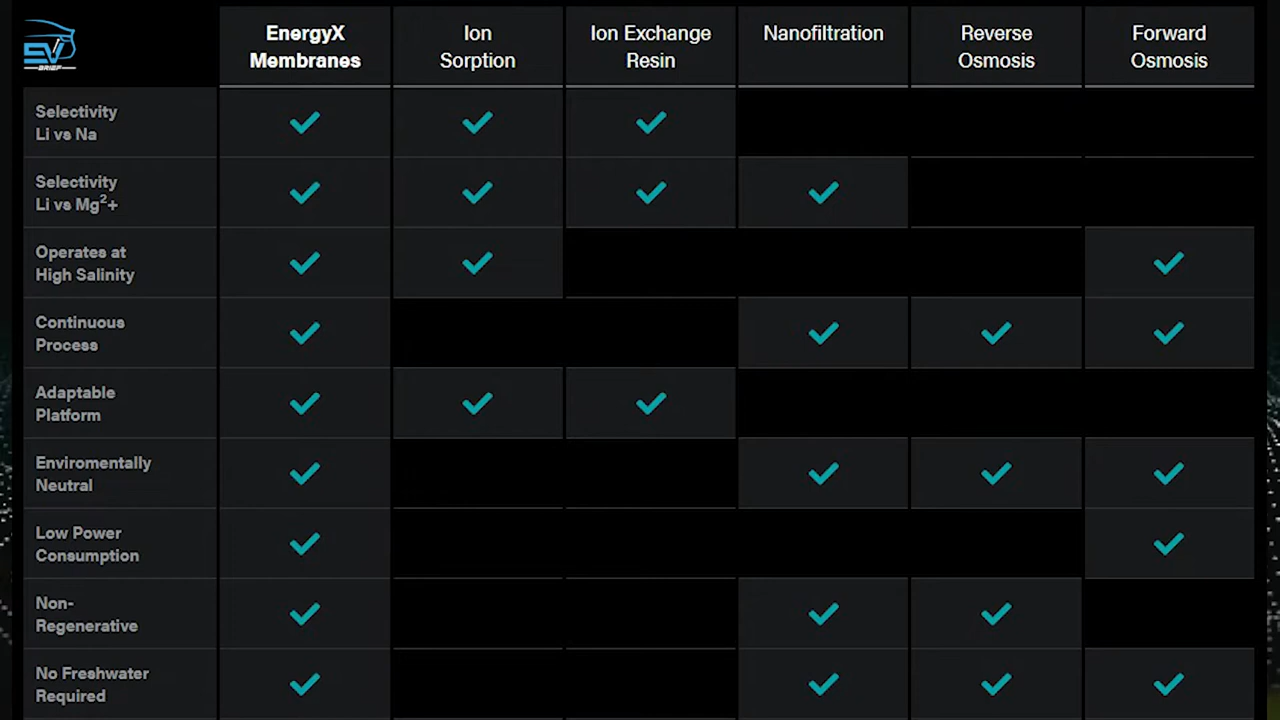 SV
BRIEF
EnergyX
Membranes
Ion
Sorption
Ion Exchange
Resin
Nanofiltration
Reverse
Osmosis
Forward
Osmosis
Selectivity
Li vs Na
Selectivity
Li vs Mg²+
Operates at
High Salinity
Continuous
Process
Adaptable
Platform
Enviromentally
Neutral
Low Power
Consumption
Non-
Regenerative
No Freshwater
Required